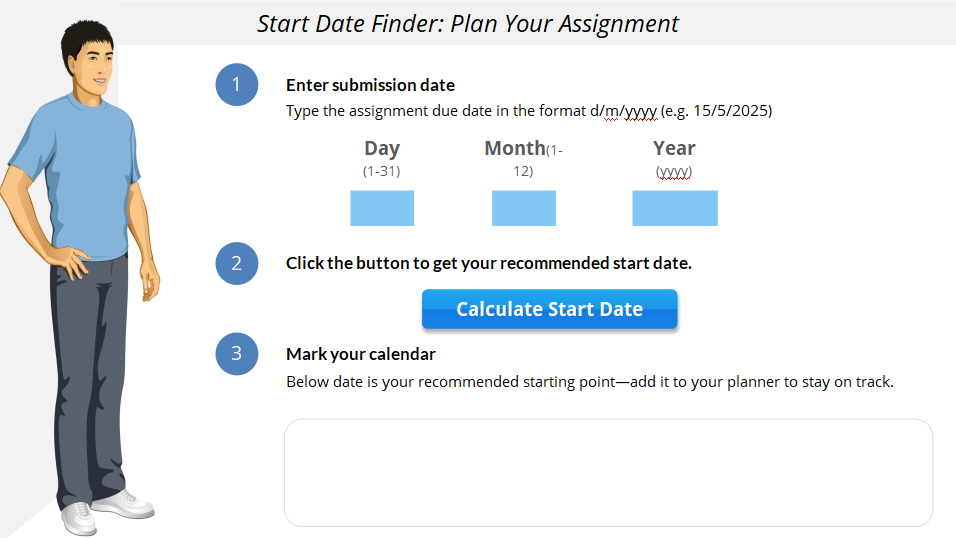 Start Date Finder: Plan Your Assignment
1
Enter submission date
Type the assignment due date in the format d/m/yyyy (e.g. 15/5/2025)
Day Month(1- Year
(1-31) 12) (yyyy)
2
Click the button to get your recommended start date.
Calculate Start Date
3
Mark your calendar
Below date is your recommended starting point—add it to your planner to stay on track.